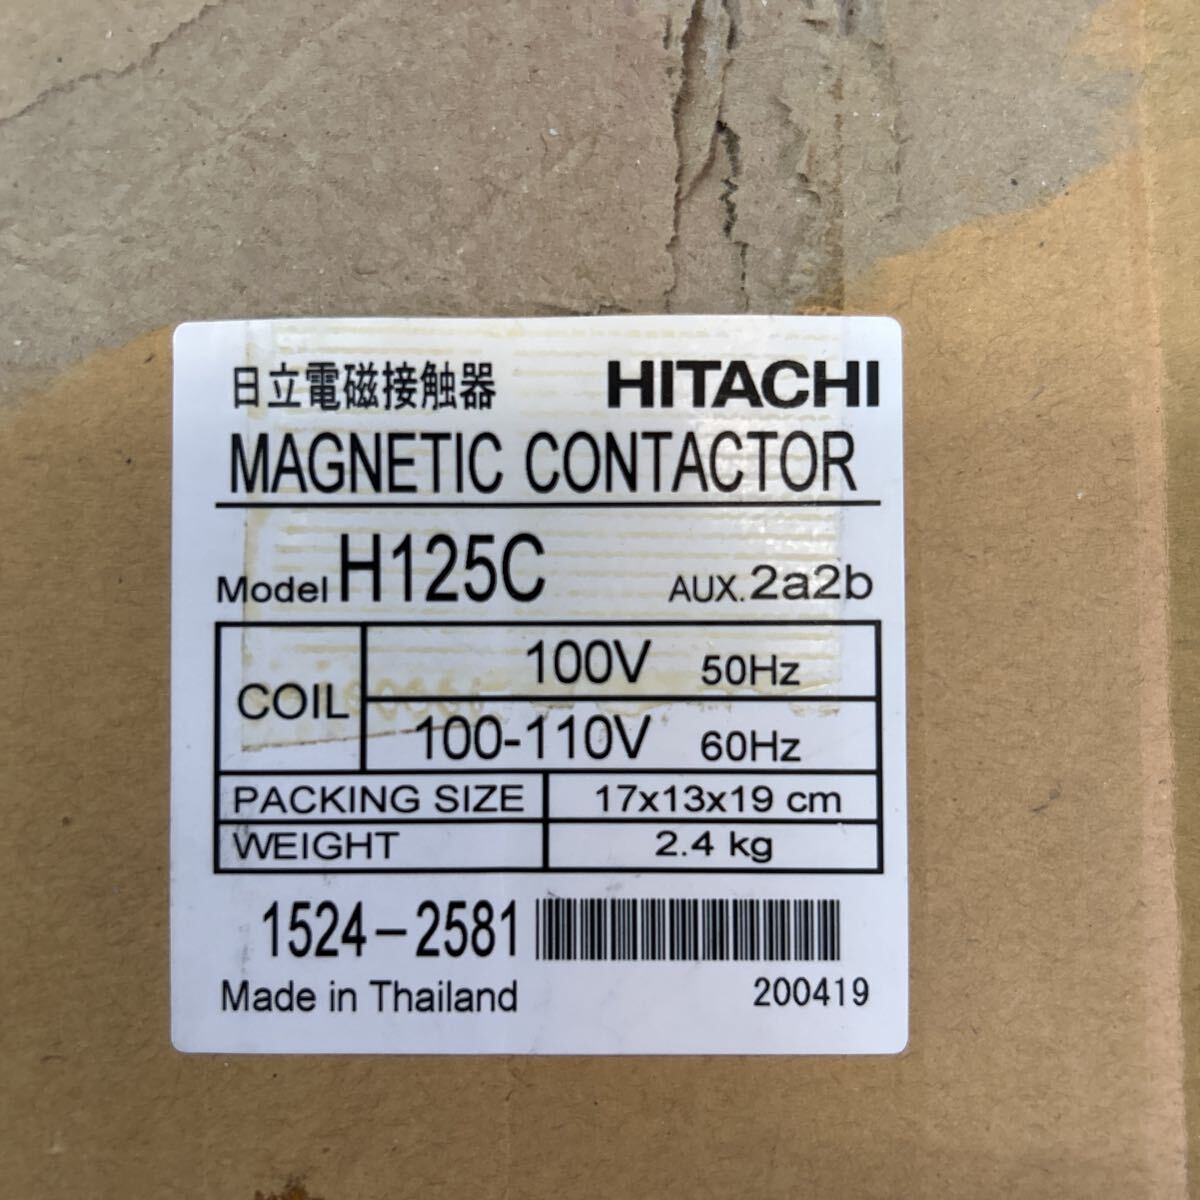 日立電磁接触器 HITACHI
MAGNETIC CONTACTOR
Model H125C AUX. 2a2b
COIL 100V 50Hz
100-110V 60Hz
PACKING SIZE 17x13x19 cm
WEIGHT 2.4 kg
1524-2581
Made in Thailand 200419